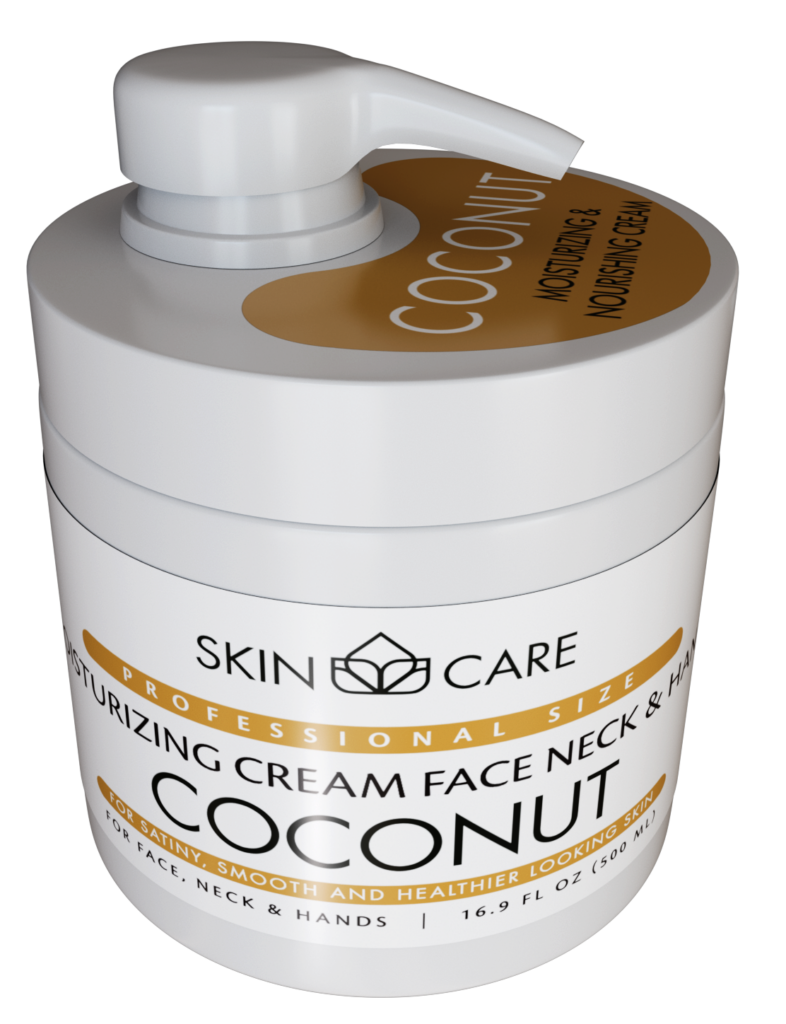 COCONUT
MOISTURIZING &
NOURISHING CREAM
SKIN CARE
PROFESSIONAL SIZE
CREAM FACE NECK &
COCONUT
FOR SATINY, SMOOTH AND HEALTHIER LOOKING SKIN
FOR FACE, NECK & HANDS | 16.9 FL OZ (500 ML)